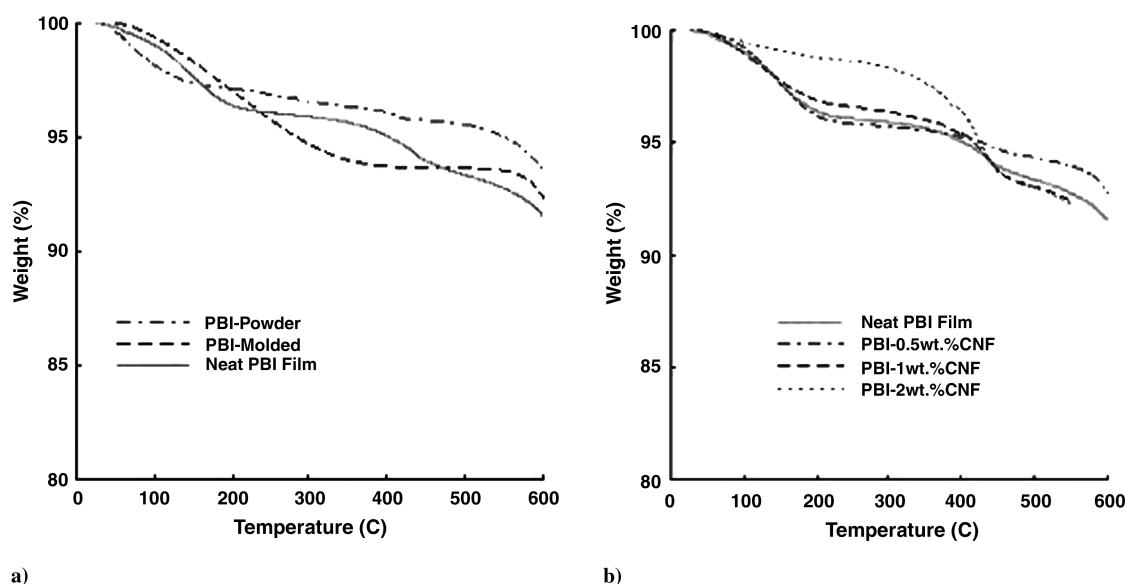 100
95
90
85
80
Weight (%)
PBI-Powder
PBI-Molded
Neat PBI Film
0 100 200 300 400 500 600
Temperature (C)
a)
100
95
90
85
80
Weight (%)
Neat PBI Film
PBI-0.5wt.%CNF
PBI-1wt.%CNF
PBI-2wt.%CNF
0 100 200 300 400 500 600
Temperature (C)
b)